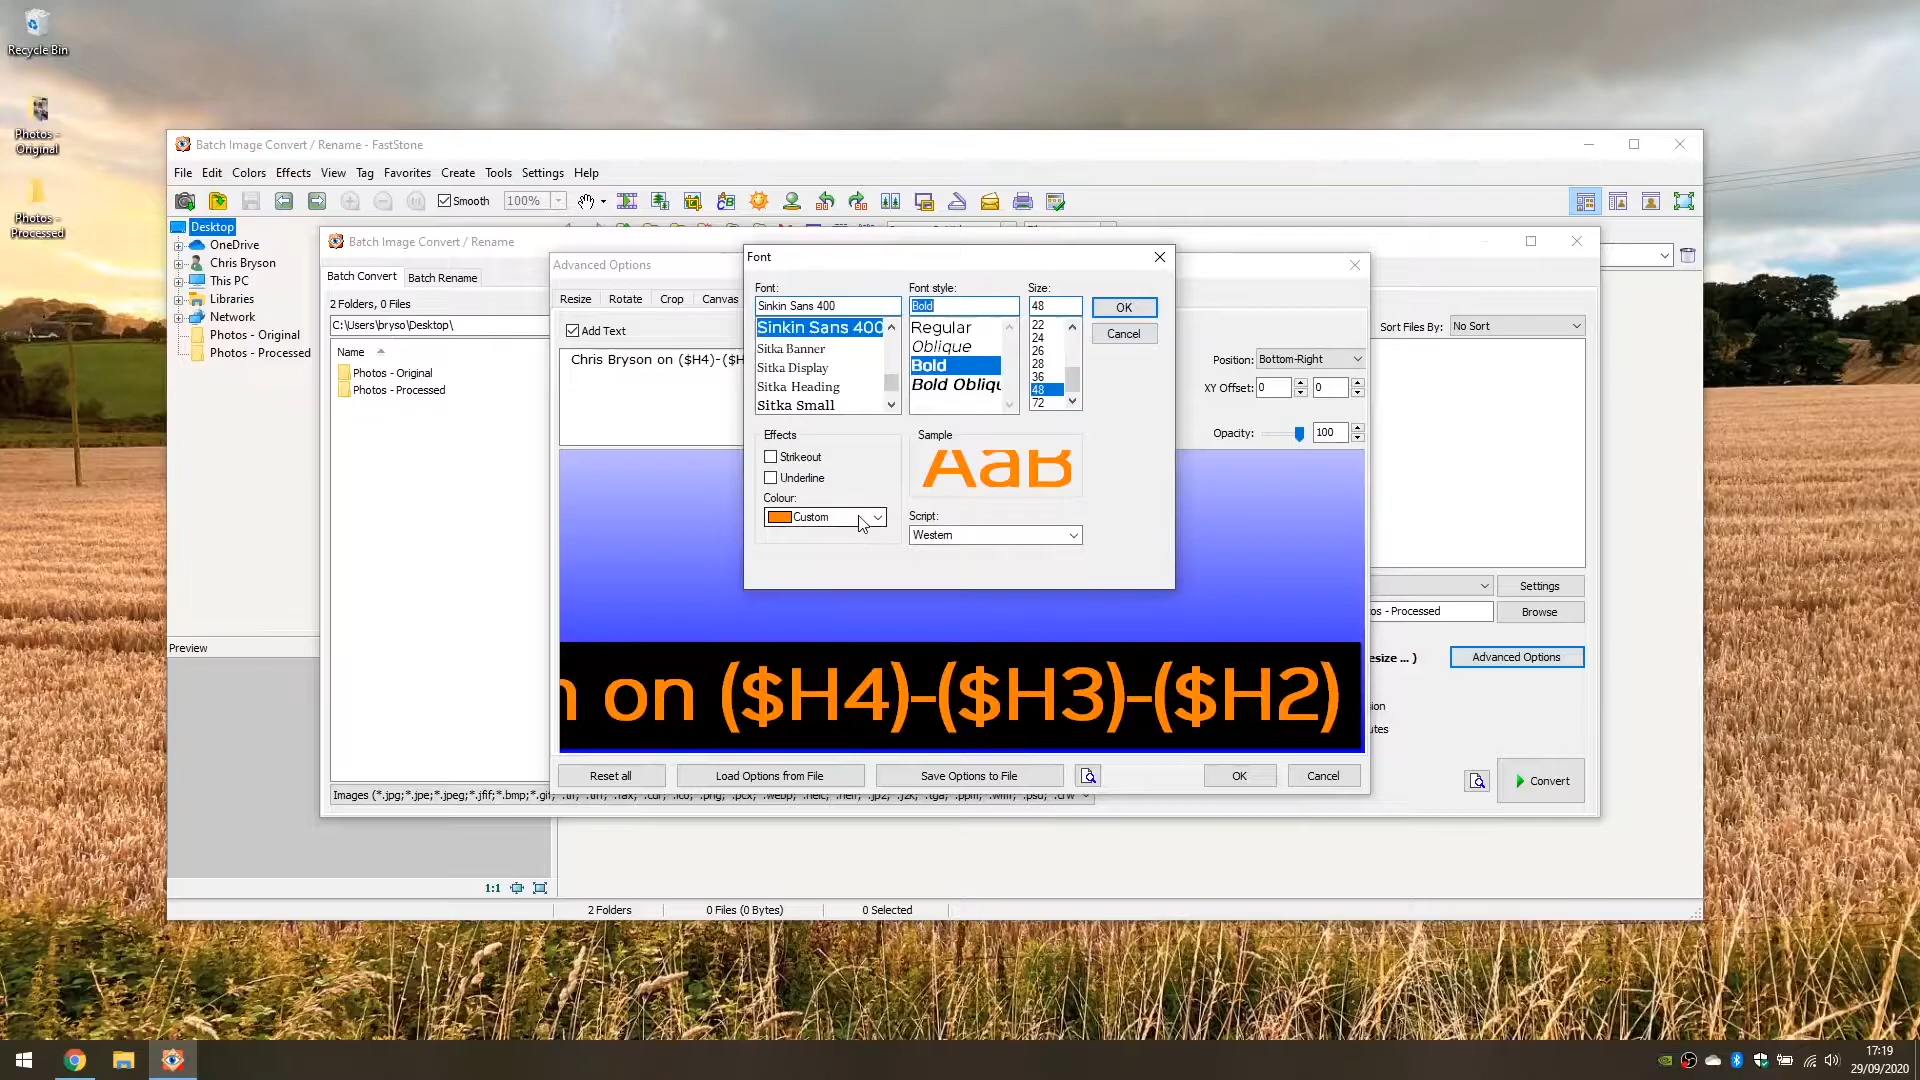 Recycle Bin
Photos - Original
Photos - Processed
Batch Image Convert / Rename - FastStone
File Edit Colors Effects View Tag Favorites Create Tools Settings Help
Smooth 100%
Desktop
OneDrive
Chris Bryson
This PC
Libraries
Network
Photos - Original
Photos - Processed
Preview
1:1
2 Folders 0 Files (0 Bytes) 0 Selected
Batch Image Convert / Rename
Batch Convert Batch Rename
2 Folders, 0 Files
C:\Users\bryso\Desktop\
Name
Photos - Original
Photos - Processed
Sort Files By: No Sort
Settings
os - Processed Browse
esize ... ) Advanced Options
Convert
Advanced Options
Resize Rotate Crop Canvas
Add Text
Chris Bryson on ($H4)-($H
Position: Bottom-Right
XY Offset: 0 0
Opacity: 100
n on ($H4)-($H3)-($H2)
Reset all Load Options from File Save Options to File OK Cancel
Font
Font: Font style: Size:
Sinkin Sans 400 Bold 48 OK
Sinkin Sans 400 Regular 22 Cancel
Sitka Banner Oblique 24
Sitka Display Bold 26
Sitka Heading Bold Obliqu 28
Sitka Small 36
48
72
Effects Sample
Strikeout AaB
Underline
Colour: Script:
Custom Western
17:19
29/09/2020